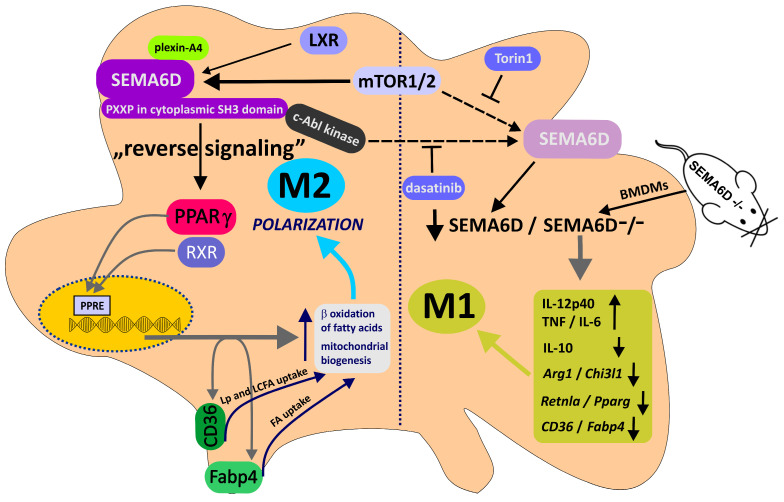 plexin-A4
LXR
SEMA6D
mTOR1/2
Torin1
PXXP in cytoplasmic SH3 domain
c-Abl kinase
SEMA6D
„reverse signaling”
M2
POLARIZATION
dasatinib
SEMA6D -/-
BMDMs
SEMA6D / SEMA6D−/−
PPARγ
RXR
PPRE
β oxidation
of fatty acids
mitochondrial
biogenesis
M1
IL-12p40
TNF / IL-6
IL-10
Arg1 / Chi3l1
Retnla / Pparg
CD36 / Fabp4
Lp and LCFA uptake
FA uptake
CD36
Fabp4